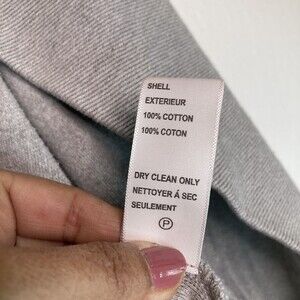 SHELL
EXTERIEUR
100% COTTON
100% COTON
DRY CLEAN ONLY
NETTOYER Á SEC
SEULEMENT
P